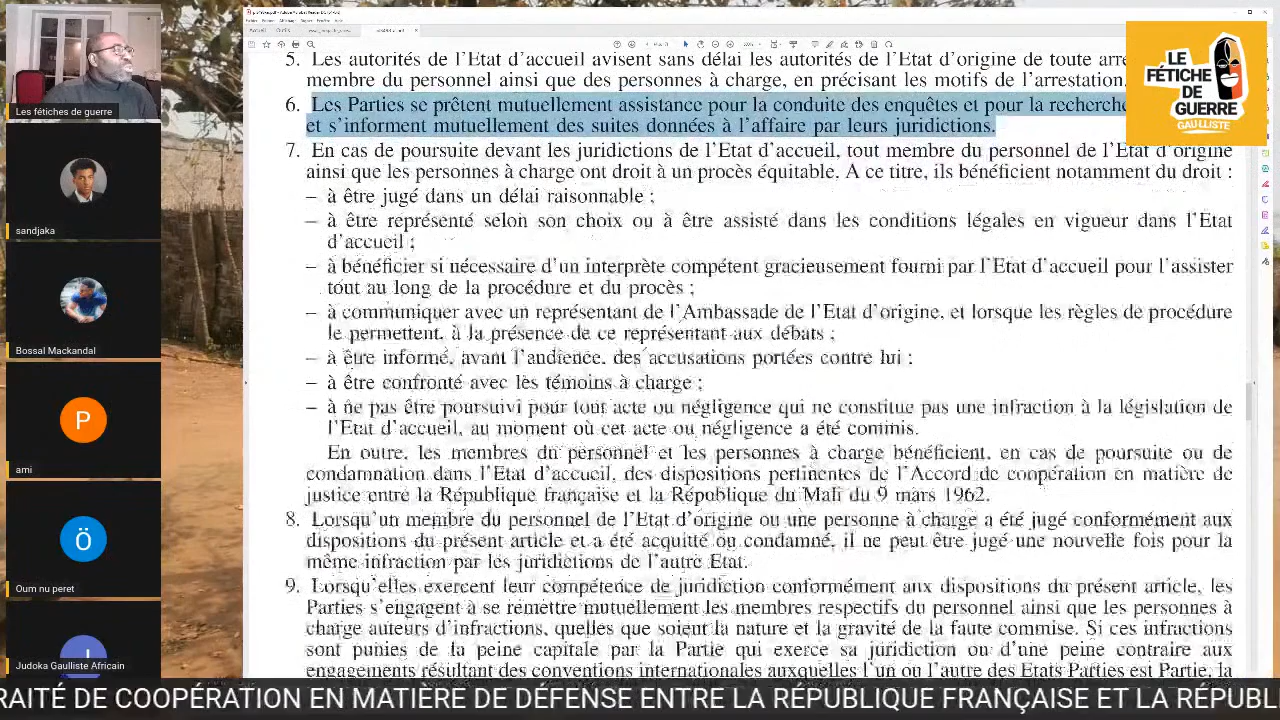 Les fétiches de guerre
sandjaka
Bossal Mackandal
ami
Oum nu peret
Judoka Gaulliste Africain
P
Ö
LE
FÉTICHE
DE GUERRE
GAULLISTE
5. Les autorités de l'Etat d'accueil avisent sans délai les autorités de l'Etat d'origine de toute
membre du personnel ainsi que des personnes à charge, en précisant les motifs de l'arrestation.
6. Les Parties se prêtent mutuellement assistance pour la conduite des enquêtes et pour la recherche
et s'informent mutuellement des suites données à l'affaire par leurs juridictions.
7. En cas de poursuite devant les juridictions de l'Etat d'accueil, tout membre du personnel de l'Etat d'origine
ainsi que les personnes à charge ont droit à un procès équitable. A ce titre, ils bénéficient notamment du droit :
– à être jugé dans un délai raisonnable ;
– à être représenté selon son choix ou à être assisté dans les conditions légales en vigueur dans l'Etat
d'accueil ;
– à bénéficier si nécessaire d'un interprète compétent gracieusement fourni par l'Etat d'accueil pour l'assister
tout au long de la procédure et du procès ;
– à communiquer avec un représentant de l'Ambassade de l'Etat d'origine, et lorsque les règles de procédure
le permettent, à la présence de ce représentant aux débats ;
– à être informé, avant l'audience, des accusations portées contre lui ;
– à être confronté avec les témoins à charge ;
– à ne pas être poursuivi pour tout acte ou négligence qui ne constitue pas une infraction à la législation de
l'Etat d'accueil, au moment où cet acte ou négligence a été commis.
En outre, les membres du personnel et les personnes à charge bénéficient, en cas de poursuite ou de
condamnation dans l'Etat d'accueil, des dispositions pertinentes de l'Accord de coopération en matière de
justice entre la République française et la République du Mali du 9 mars 1962.
8. Lorsqu'un membre du personnel de l'Etat d'origine ou une personne à charge a été jugé conformément aux
dispositions du présent article et a été acquitté ou condamné, il ne peut être jugé une nouvelle fois pour la
même infraction par les juridictions de l'autre Etat.
9. Lorsqu'elles exercent leur compétence de juridiction conformément aux dispositions du présent article, les
Parties s'engagent à se remettre mutuellement les membres respectifs du personnel ainsi que les personnes à
charge auteurs d'infractions, quelles que soient la nature et la gravité de la faute commise. Si ces infractions
sont punies de la peine capitale par la Partie qui exerce sa juridiction ou d'une peine contraire aux
engagements résultant des conventions internationales auxquelles l'un ou l'autre des Etats Parties est Partie, la
RAITÉ DE COOPÉRATION EN MATIÈRE DE DÉFENSE ENTRE LA RÉPUBLIQUE FRANÇAISE ET LA RÉPUBL